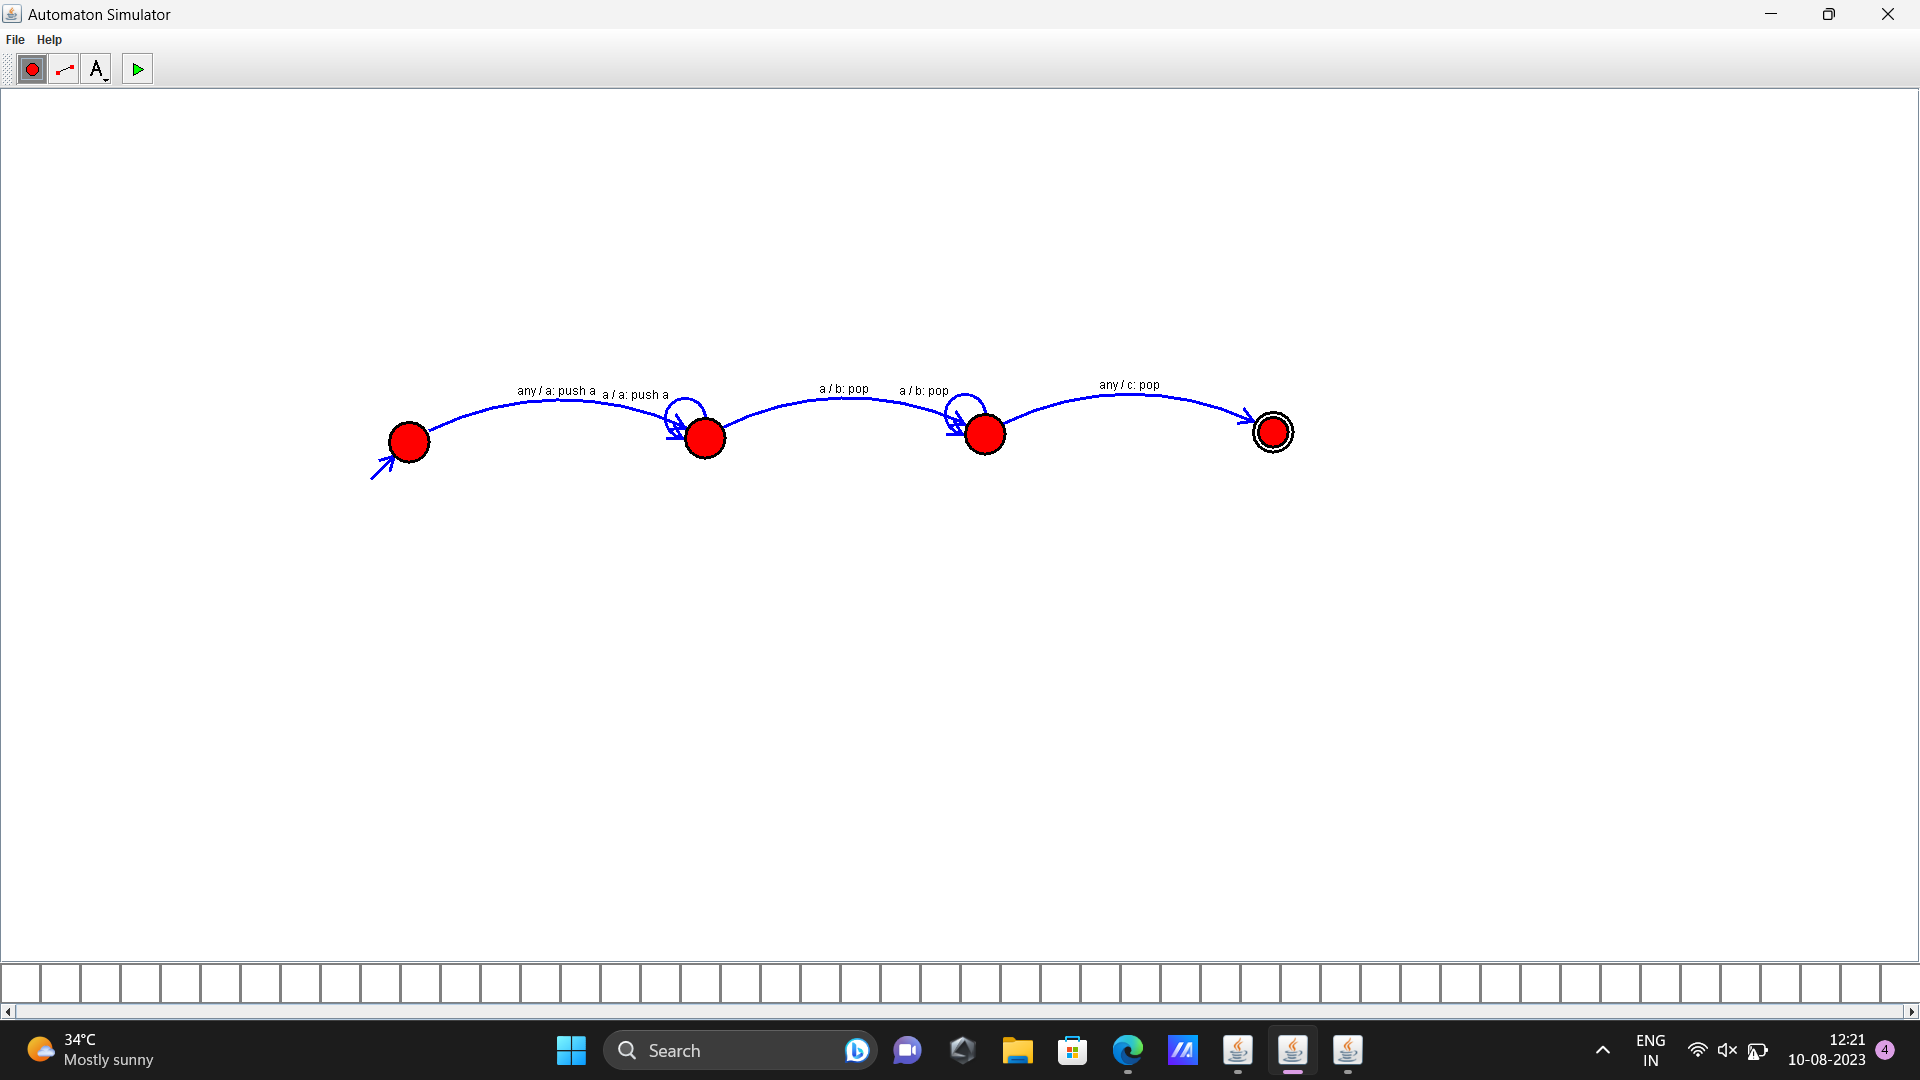 Automaton Simulator
File Help
A
any / a: push a
a / a: push a
a / b: pop
a / b: pop
any / c: pop
34°C
Mostly sunny
Search
ENG
IN
12:21
10-08-2023
4